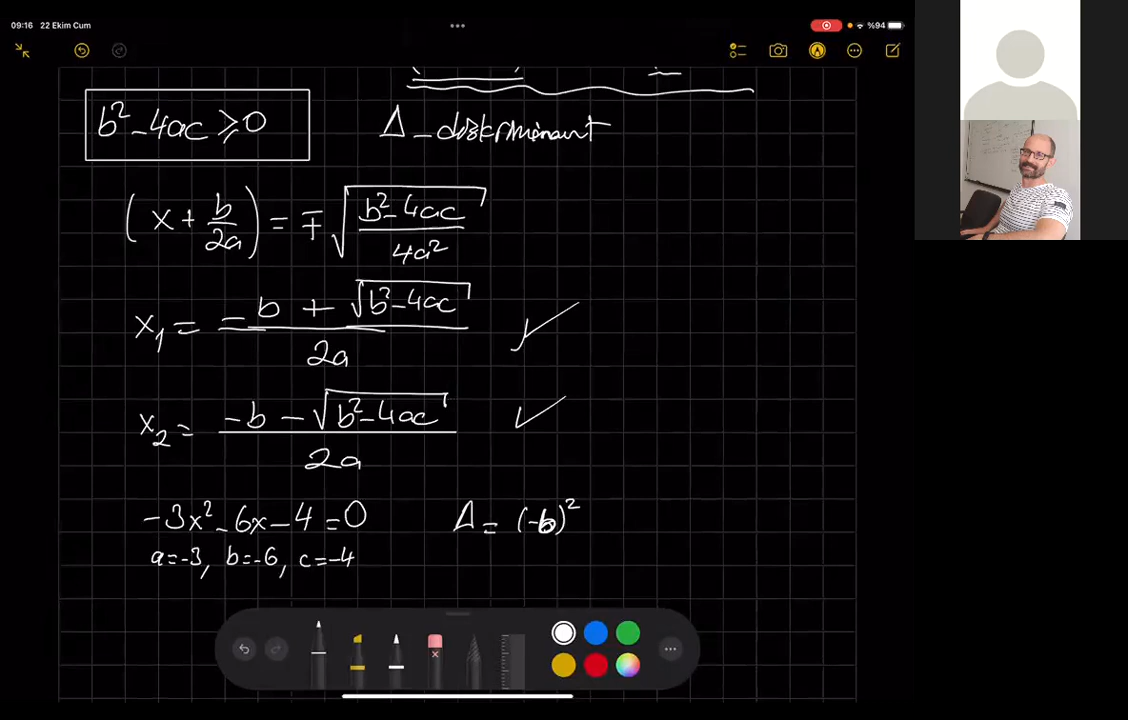 09:16 22 Ekim Cum
%94
b² - 4ac ⩾ 0
Δ - diskriminant
(x + b/2a) = ∓√((b² - 4ac)/4a²)
x₁ = (-b + √(b² - 4ac))/2a
x₂ = (-b - √(b² - 4ac))/2a
-3x² - 6x - 4 = 0
Δ = (-6)²
a = -3, b = -6, c = -4